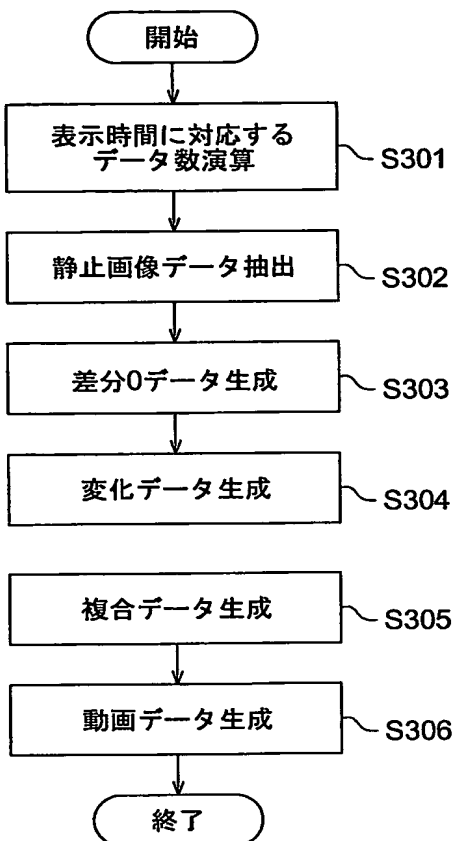 開始
表示時間に対応する
データ数演算
S301
静止画像データ抽出
S302
差分0データ生成
S303
変化データ生成
S304
複合データ生成
S305
動画データ生成
S306
終了